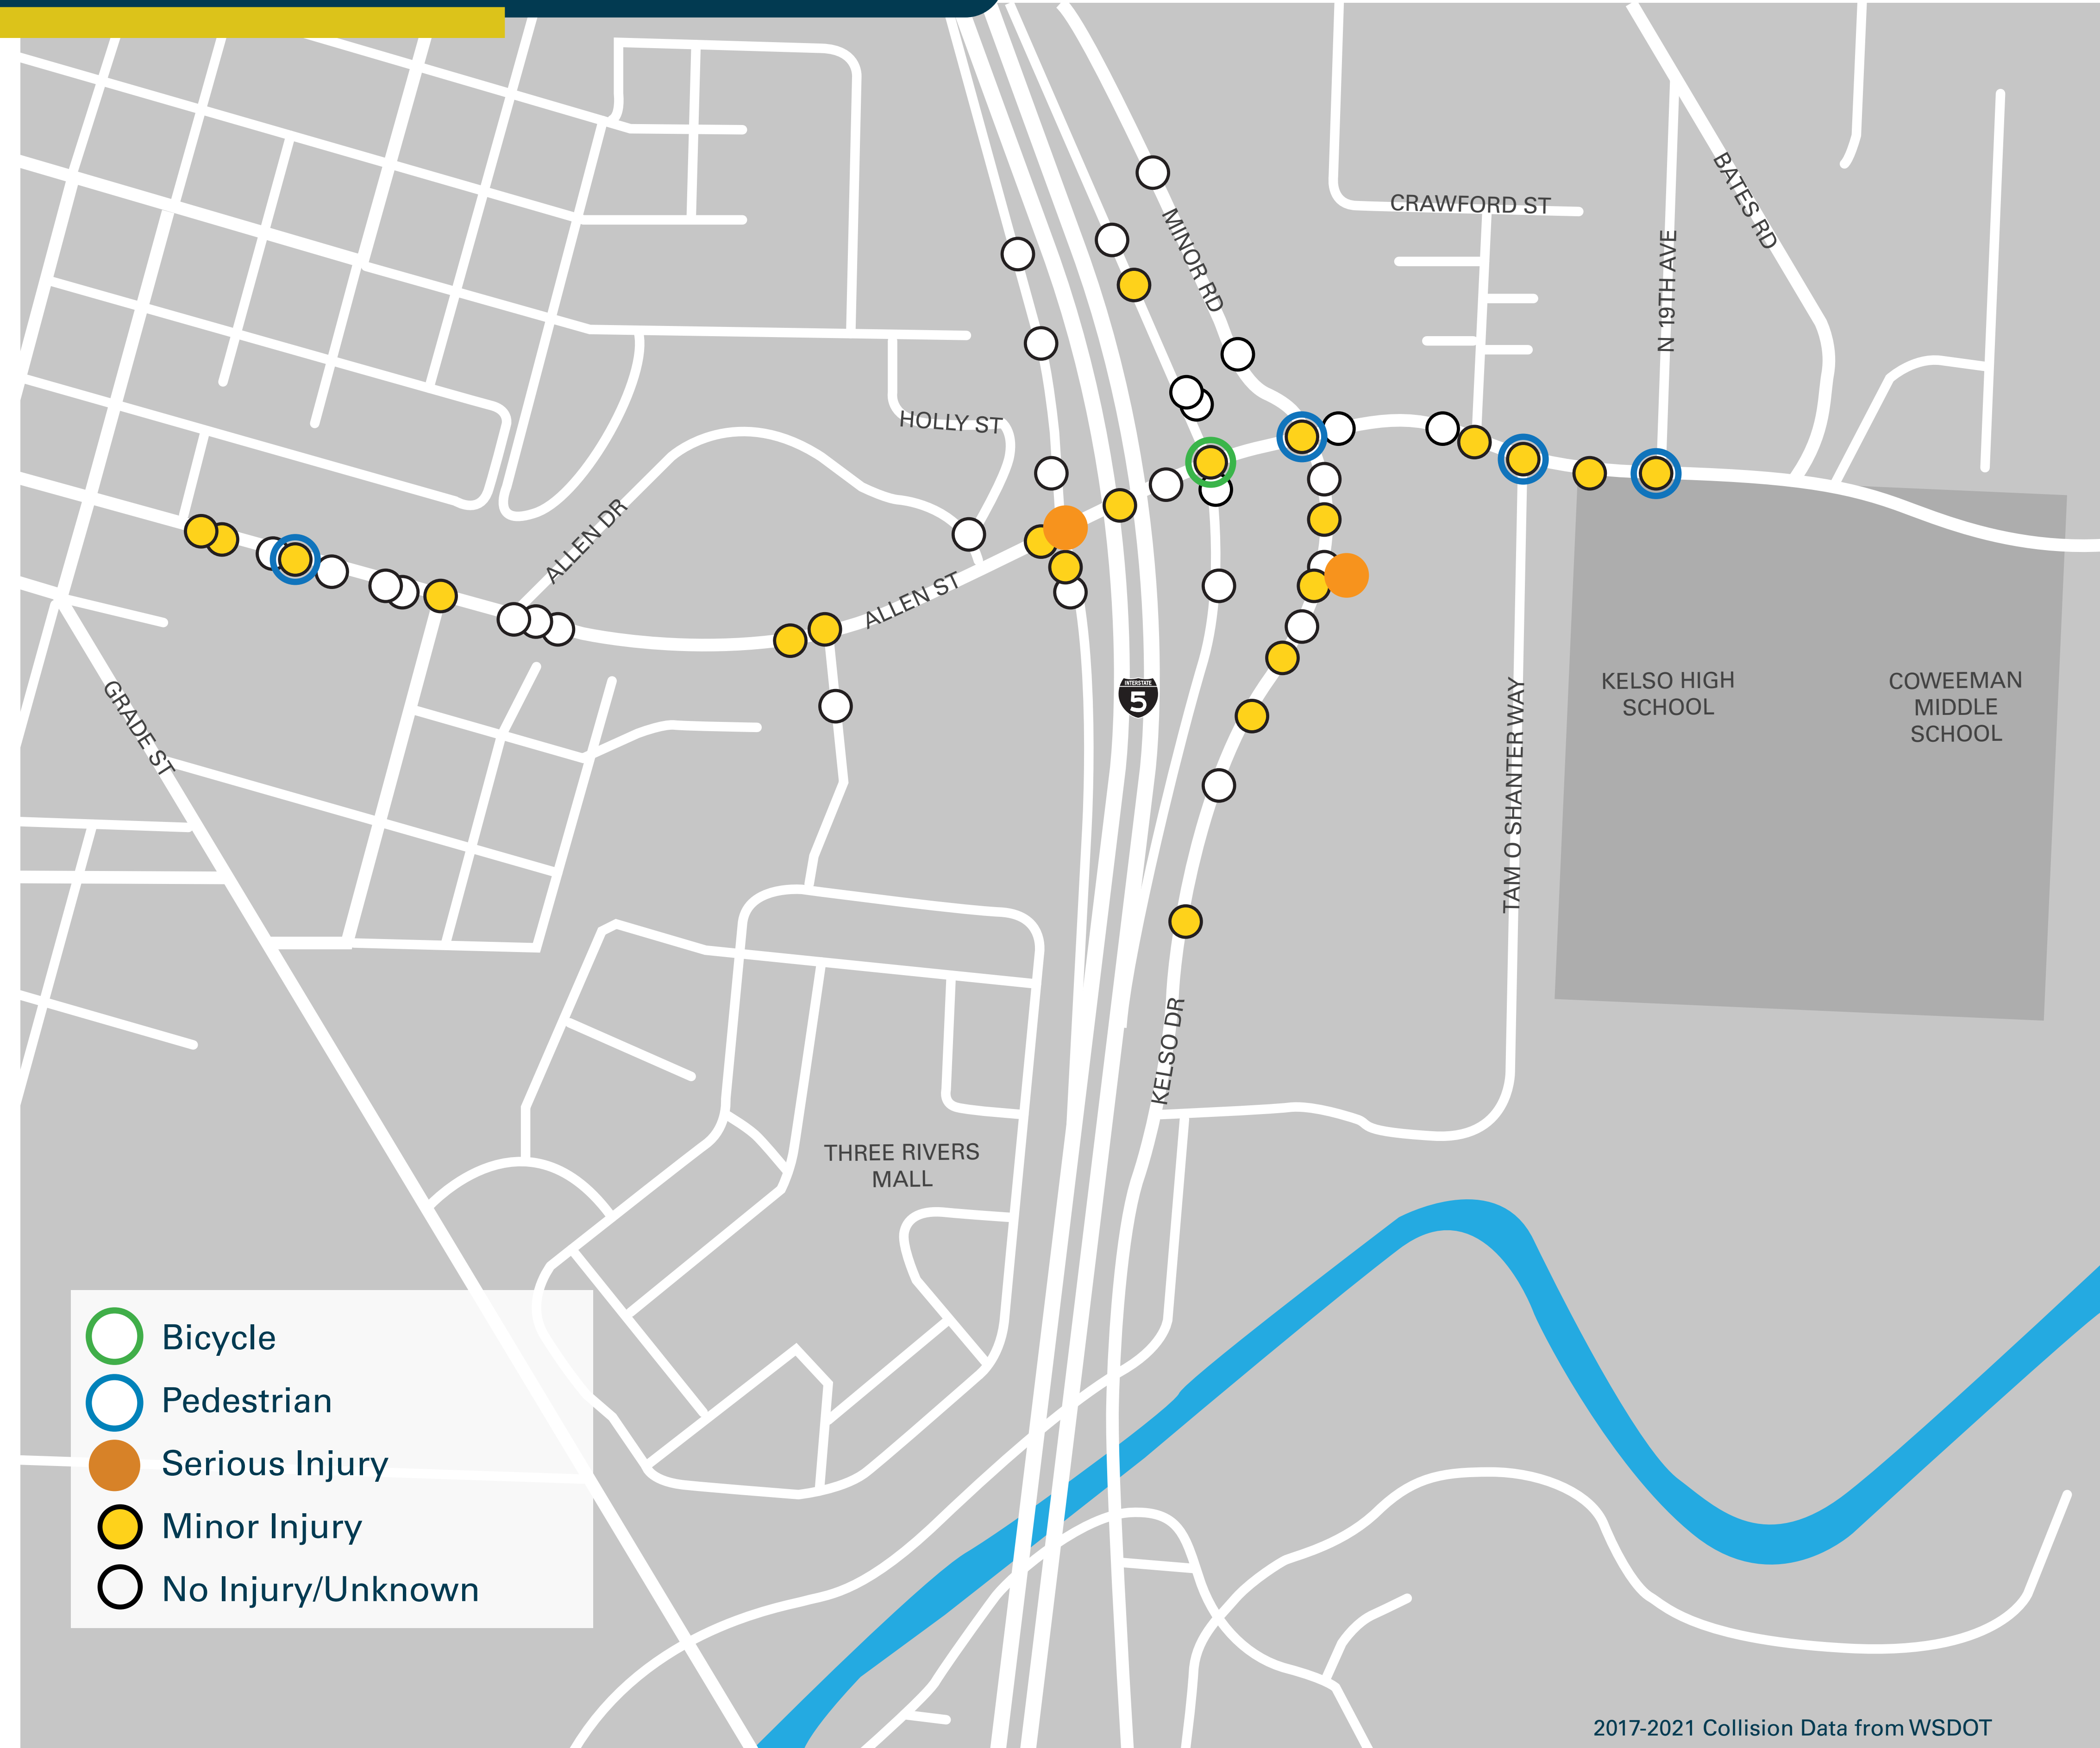 CRAWFORD ST
BATES RD
MINOR RD
N 19TH AVE
HOLLY ST
ALLEN DR
ALLEN ST
GRADE ST
INTERSTATE
5
KELSO HIGH
SCHOOL
COWEEMAN
MIDDLE
SCHOOL
TAM O SHANTER WAY
KELSO DR
THREE RIVERS
MALL
Bicycle
Pedestrian
Serious Injury
Minor Injury
No Injury/Unknown
2017-2021 Collision Data from WSDOT